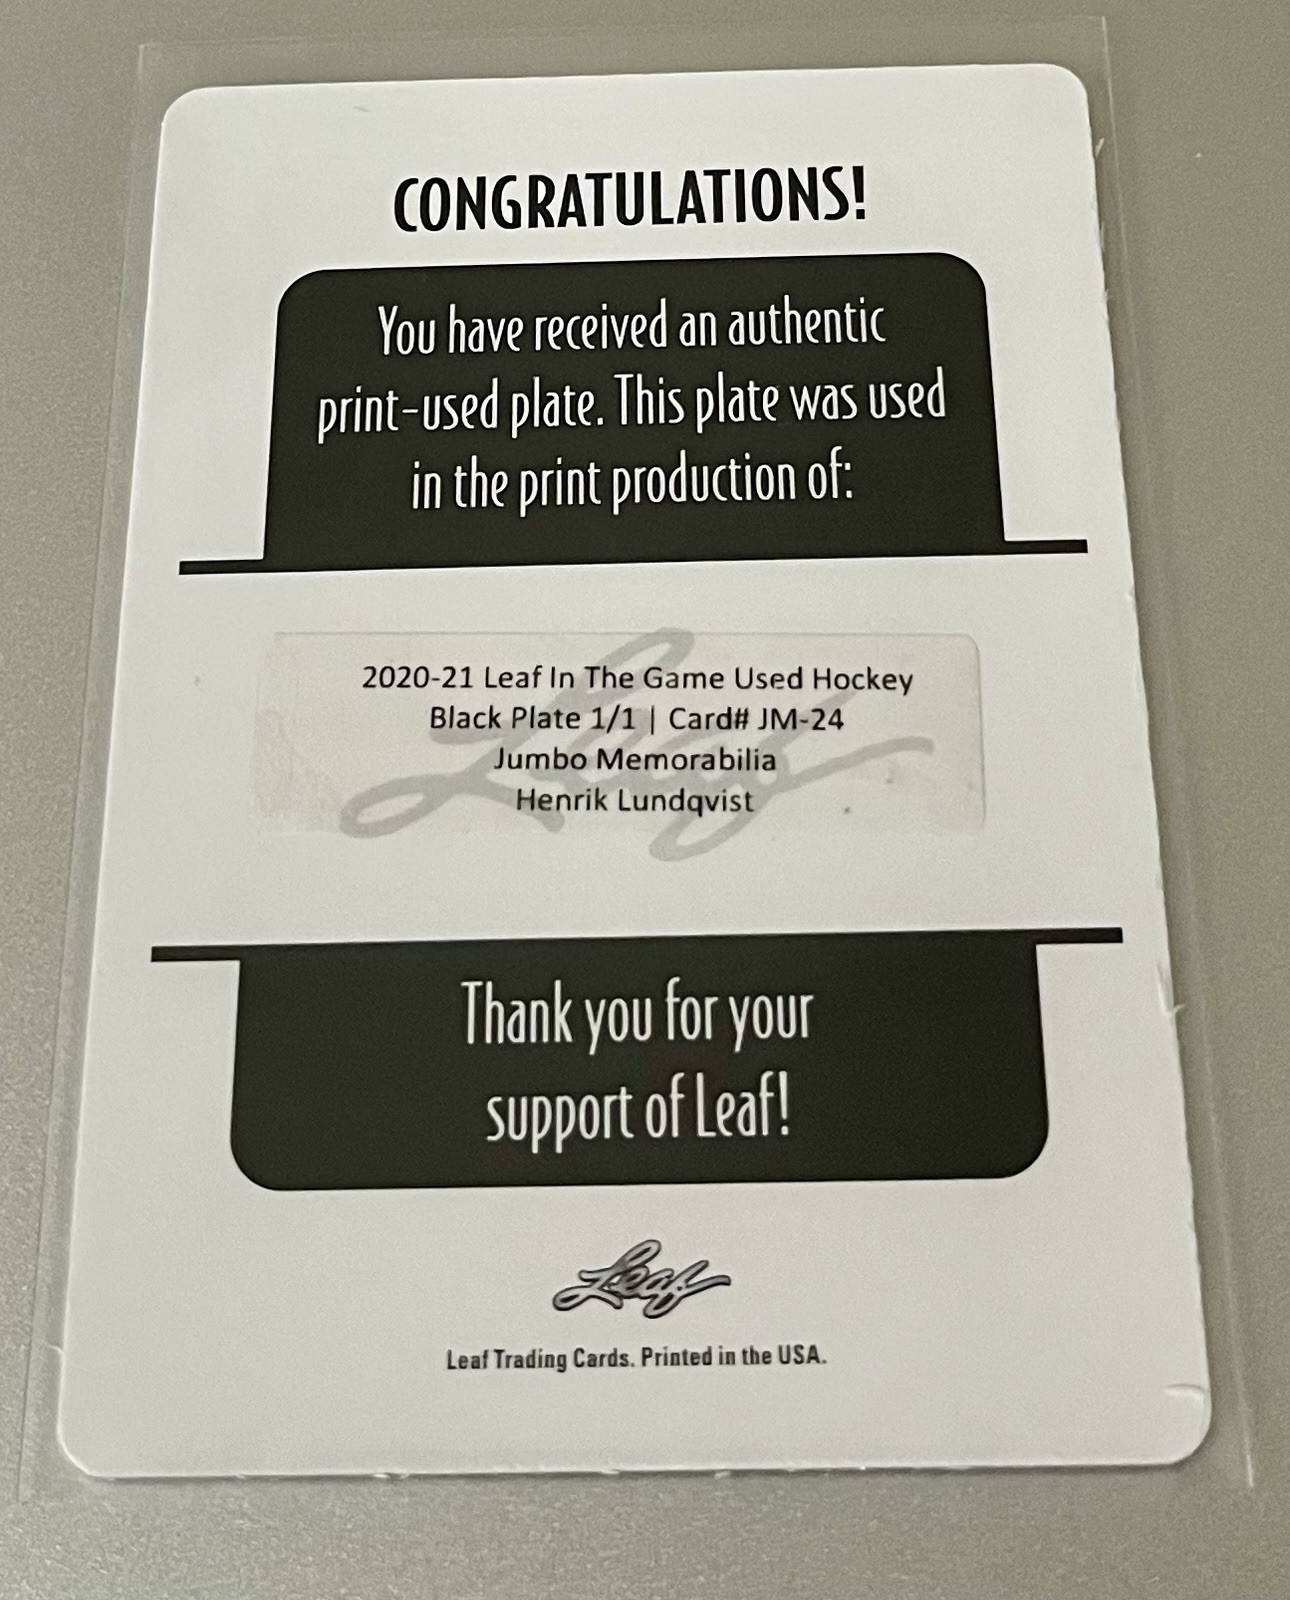 CONGRATULATIONS!
You have received an authentic
print-used plate. This plate was used
in the print production of:
2020-21 Leaf In The Game Used Hockey
Black Plate 1/1 | Card# JM-24
Jumbo Memorabilia
Henrik Lundqvist
Leaf
Thank you for your
support of Leaf!
Leaf
Leaf Trading Cards. Printed in the USA.